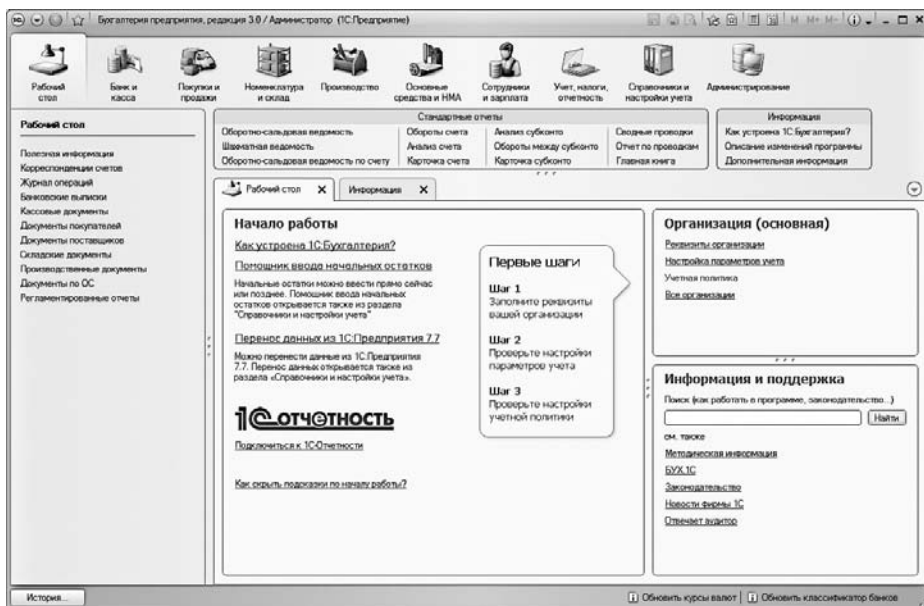 Бухгалтерия предприятия, редакция 3.0 / Администратор (1С:Предприятие)
M M+ M-
Рабочий стол
Банк и касса
Покупки и продажи
Номенклатура и склад
Производство
Основные средства и НМА
Сотрудники и зарплата
Учет, налоги, отчетность
Справочники и настройки учета
Администрирование
Рабочий стол
Полезная информация
Корреспонденции счетов
Журнал операций
Банковские выписки
Кассовые документы
Документы покупателей
Документы поставщиков
Складские документы
Производственные документы
Документы по ОС
Регламентированные отчеты
Стандартные отчеты
Оборотно-сальдовая ведомость
Обороты счета
Анализ субконто
Сводные проводки
Шахматная ведомость
Анализ счета
Обороты между субконто
Отчет по проводкам
Оборотно-сальдовая ведомость по счету
Карточка счета
Карточка субконто
Главная книга
Информация
Как устроена 1С:Бухгалтерия?
Описание изменений программы
Дополнительная информация
Рабочий стол
Информация
Начало работы
Как устроена 1С:Бухгалтерия?
Помощник ввода начальных остатков
Начальные остатки можно ввести прямо сейчас
или позднее. Помощник ввода начальных
остатков открывается также из раздела
"Справочники и настройки учета"
Перенос данных из 1С:Предприятия 7.7
Можно перенести данные из 1С:Предприятия
7.7. Перенос данных открывается также из
раздела «Справочники и настройки учета».
1С ОТЧЕТНОСТЬ
Подключиться к 1С-Отчетности
Как скрыть подсказки по началу работы?
Первые шаги
Шаг 1
Заполните реквизиты
вашей организации
Шаг 2
Проверьте настройки
параметров учета
Шаг 3
Проверьте настройки
учетной политики
Организация (основная)
Реквизиты организации
Настройка параметров учета
Учетная политика
Все организации
Информация и поддержка
Поиск (как работать в программе, законодательство...)
Найти
см. также
Методическая информация
БУХ.1С
Законодательство
Новости фирмы 1С
Отвечает аудитор
История...
Обновить курсы валют
Обновить классификатор банков